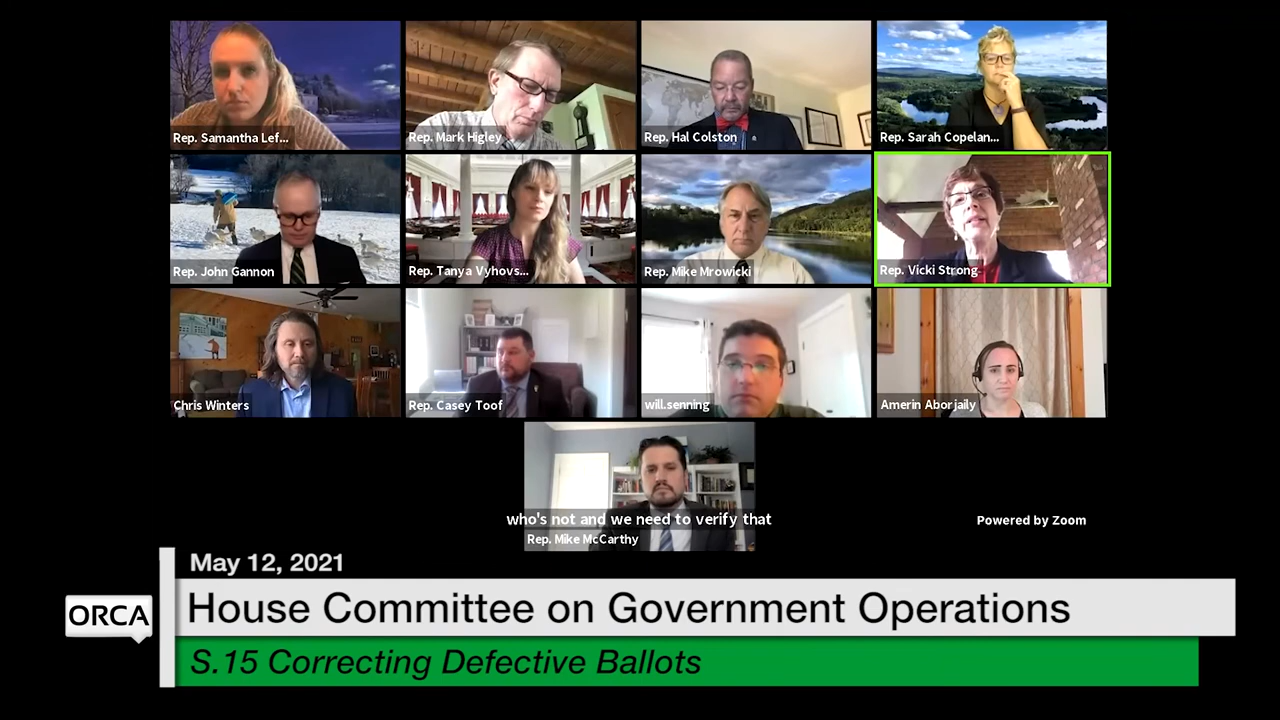 Rep. Samantha Lef...
Rep. Mark Higley
Rep. Hal Colston
Rep. Sarah Copelan...
Rep. John Gannon
Rep. Tanya Vyhovs...
Rep. Mike Mrowicki
Rep. Vicki Strong
Chris Winters
Rep. Casey Toof
will.senning
Amerin Aborjaily
who's not and we need to verify that
Rep. Mike McCarthy
Powered by Zoom
May 12, 2021
ORCA
House Committee on Government Operations
S.15 Correcting Defective Ballots